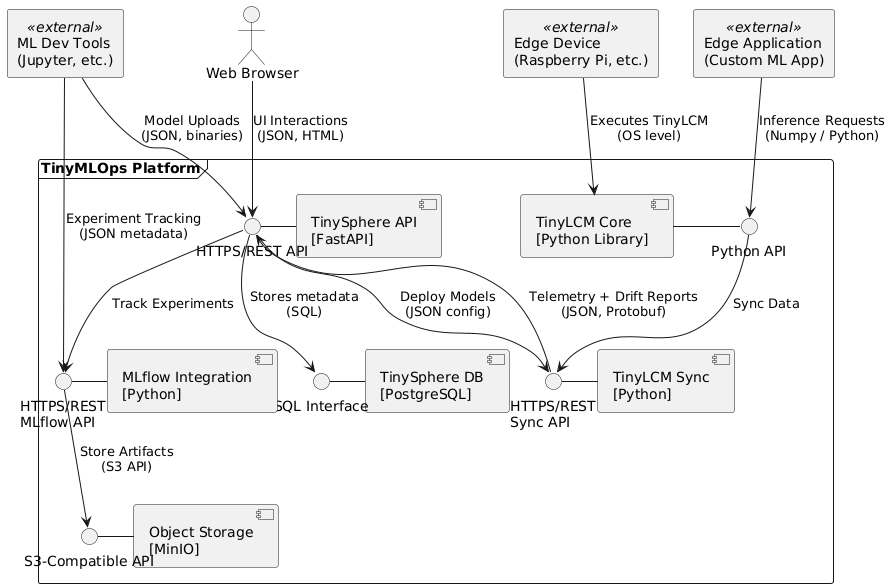 «external»
ML Dev Tools
(Jupyter, etc.)
Web Browser
«external»
Edge Device
(Raspberry Pi, etc.)
«external»
Edge Application
(Custom ML App)
Model Uploads
(JSON, binaries)
UI Interactions
(JSON, HTML)
Executes TinyLCM
(OS level)
Inference Requests
(Numpy / Python)
TinyMLOps Platform
Experiment Tracking
(JSON metadata)
HTTPS/REST API
TinySphere API
[FastAPI]
TinyLCM Core
[Python Library]
Python API
Track Experiments
Stores metadata
(SQL)
Deploy Models
(JSON config)
Telemetry + Drift Reports
(JSON, Protobuf)
Sync Data
HTTPS/REST
MLflow API
MLflow Integration
[Python]
SQL Interface
TinySphere DB
[PostgreSQL]
HTTPS/REST
Sync API
TinyLCM Sync
[Python]
Store Artifacts
(S3 API)
S3-Compatible API
Object Storage
[MinIO]